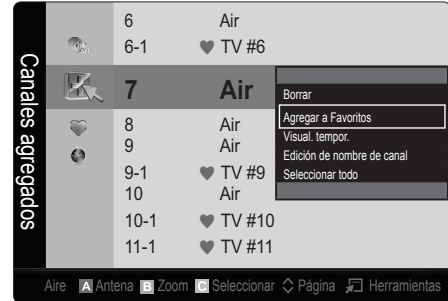 Canales agregados
6 Air
6-1 ♥ TV #6
7 Air
8 Air
9 Air
9-1 ♥ TV #9
10 Air
10-1 ♥ TV #10
11-1 ♥ TV #11
Borrar
Agregar a Favoritos
Visual. tempor.
Edición de nombre de canal
Seleccionar todo
Aire A Antena B Zoom C Seleccionar Página Herramientas